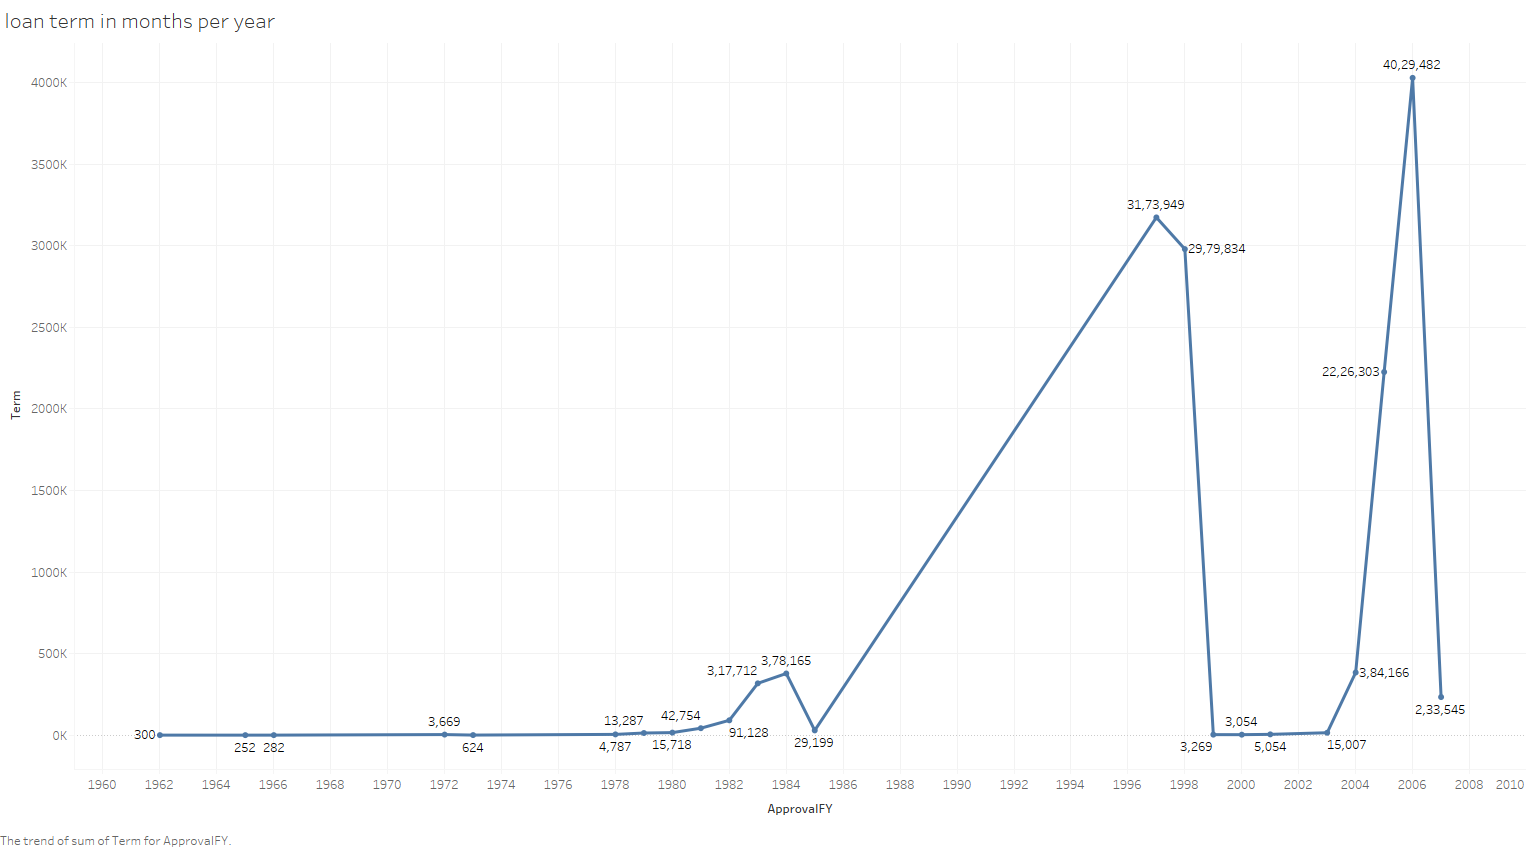 loan term in months per year
40,29,482
4000K
3500K
31,73,949
3000K
29,79,834
2500K
22,26,303
2000K
Term
1500K
1000K
500K
3,17,712
3,78,165
3,84,166
2,33,545
3,669
13,287
42,754
3,054
0K
300
252
282
624
4,787
15,718
91,128
29,199
3,269
5,054
15,007
1960 1962 1964 1966 1968 1970 1972 1974 1976 1978 1980 1982 1984 1986 1988 1990 1992 1994 1996 1998 2000 2002 2004 2006 2008 2010
ApprovalFY
The trend of sum of Term for ApprovalFY.